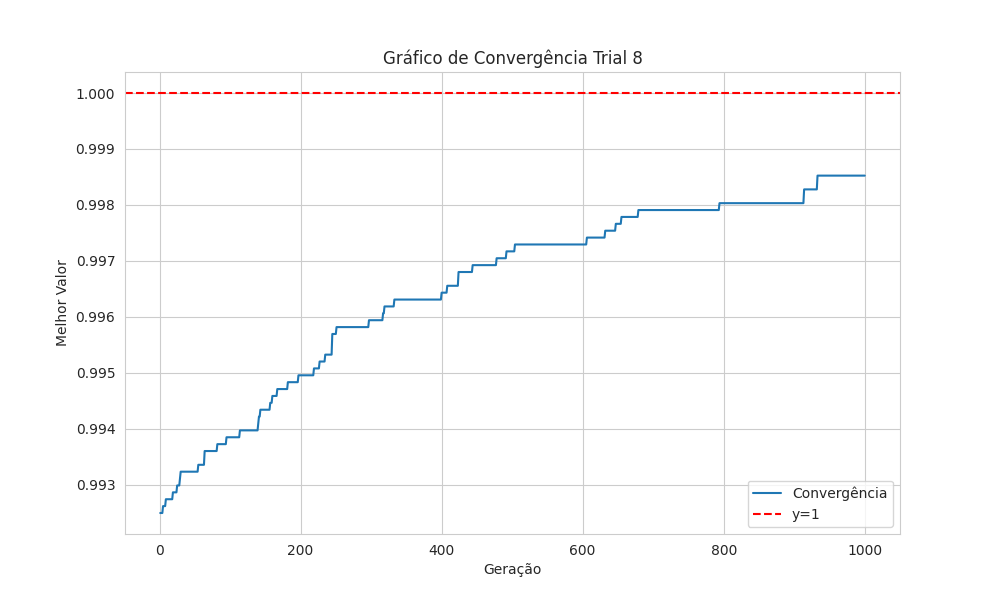 Gráfico de Convergência Trial 8
Melhor Valor
1.000
0.999
0.998
0.997
0.996
0.995
0.994
0.993
0
200
400
600
800
1000
Geração
Convergência
y=1